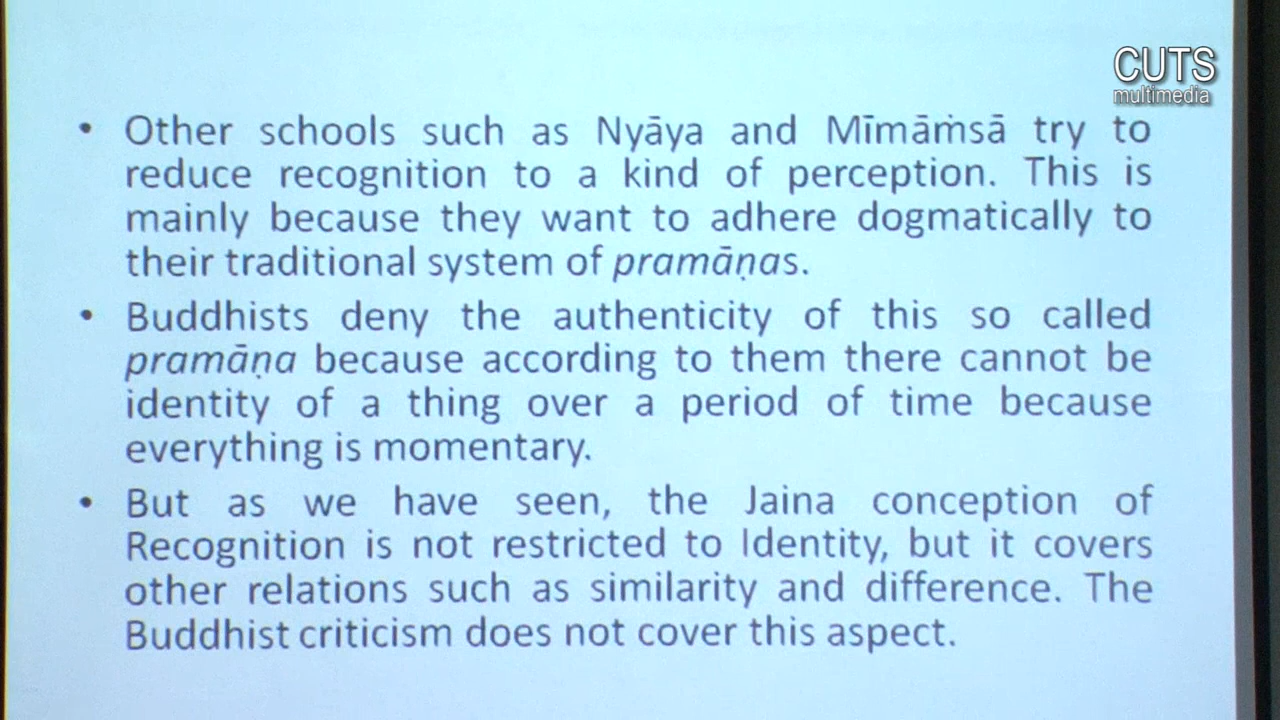 CUTS
multimedia
• Other schools such as Nyāya and Mīmāṁsā try to
reduce recognition to a kind of perception. This is
mainly because they want to adhere dogmatically to
their traditional system of pramāṇas.
• Buddhists deny the authenticity of this so called
pramāṇa because according to them there cannot be
identity of a thing over a period of time because
everything is momentary.
• But as we have seen, the Jaina conception of
Recognition is not restricted to Identity, but it covers
other relations such as similarity and difference. The
Buddhist criticism does not cover this aspect.